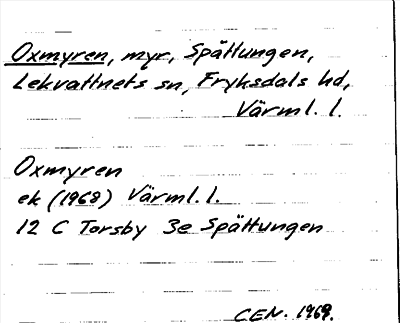 Oxmyren, myr, Spättungen,
Lekvattnets sn, Fryksdals hd,
Värml. l.
Oxmyren
ek (1968) Värml. l.
12 C Torsby 3e Spättungen
CEN. 1969.